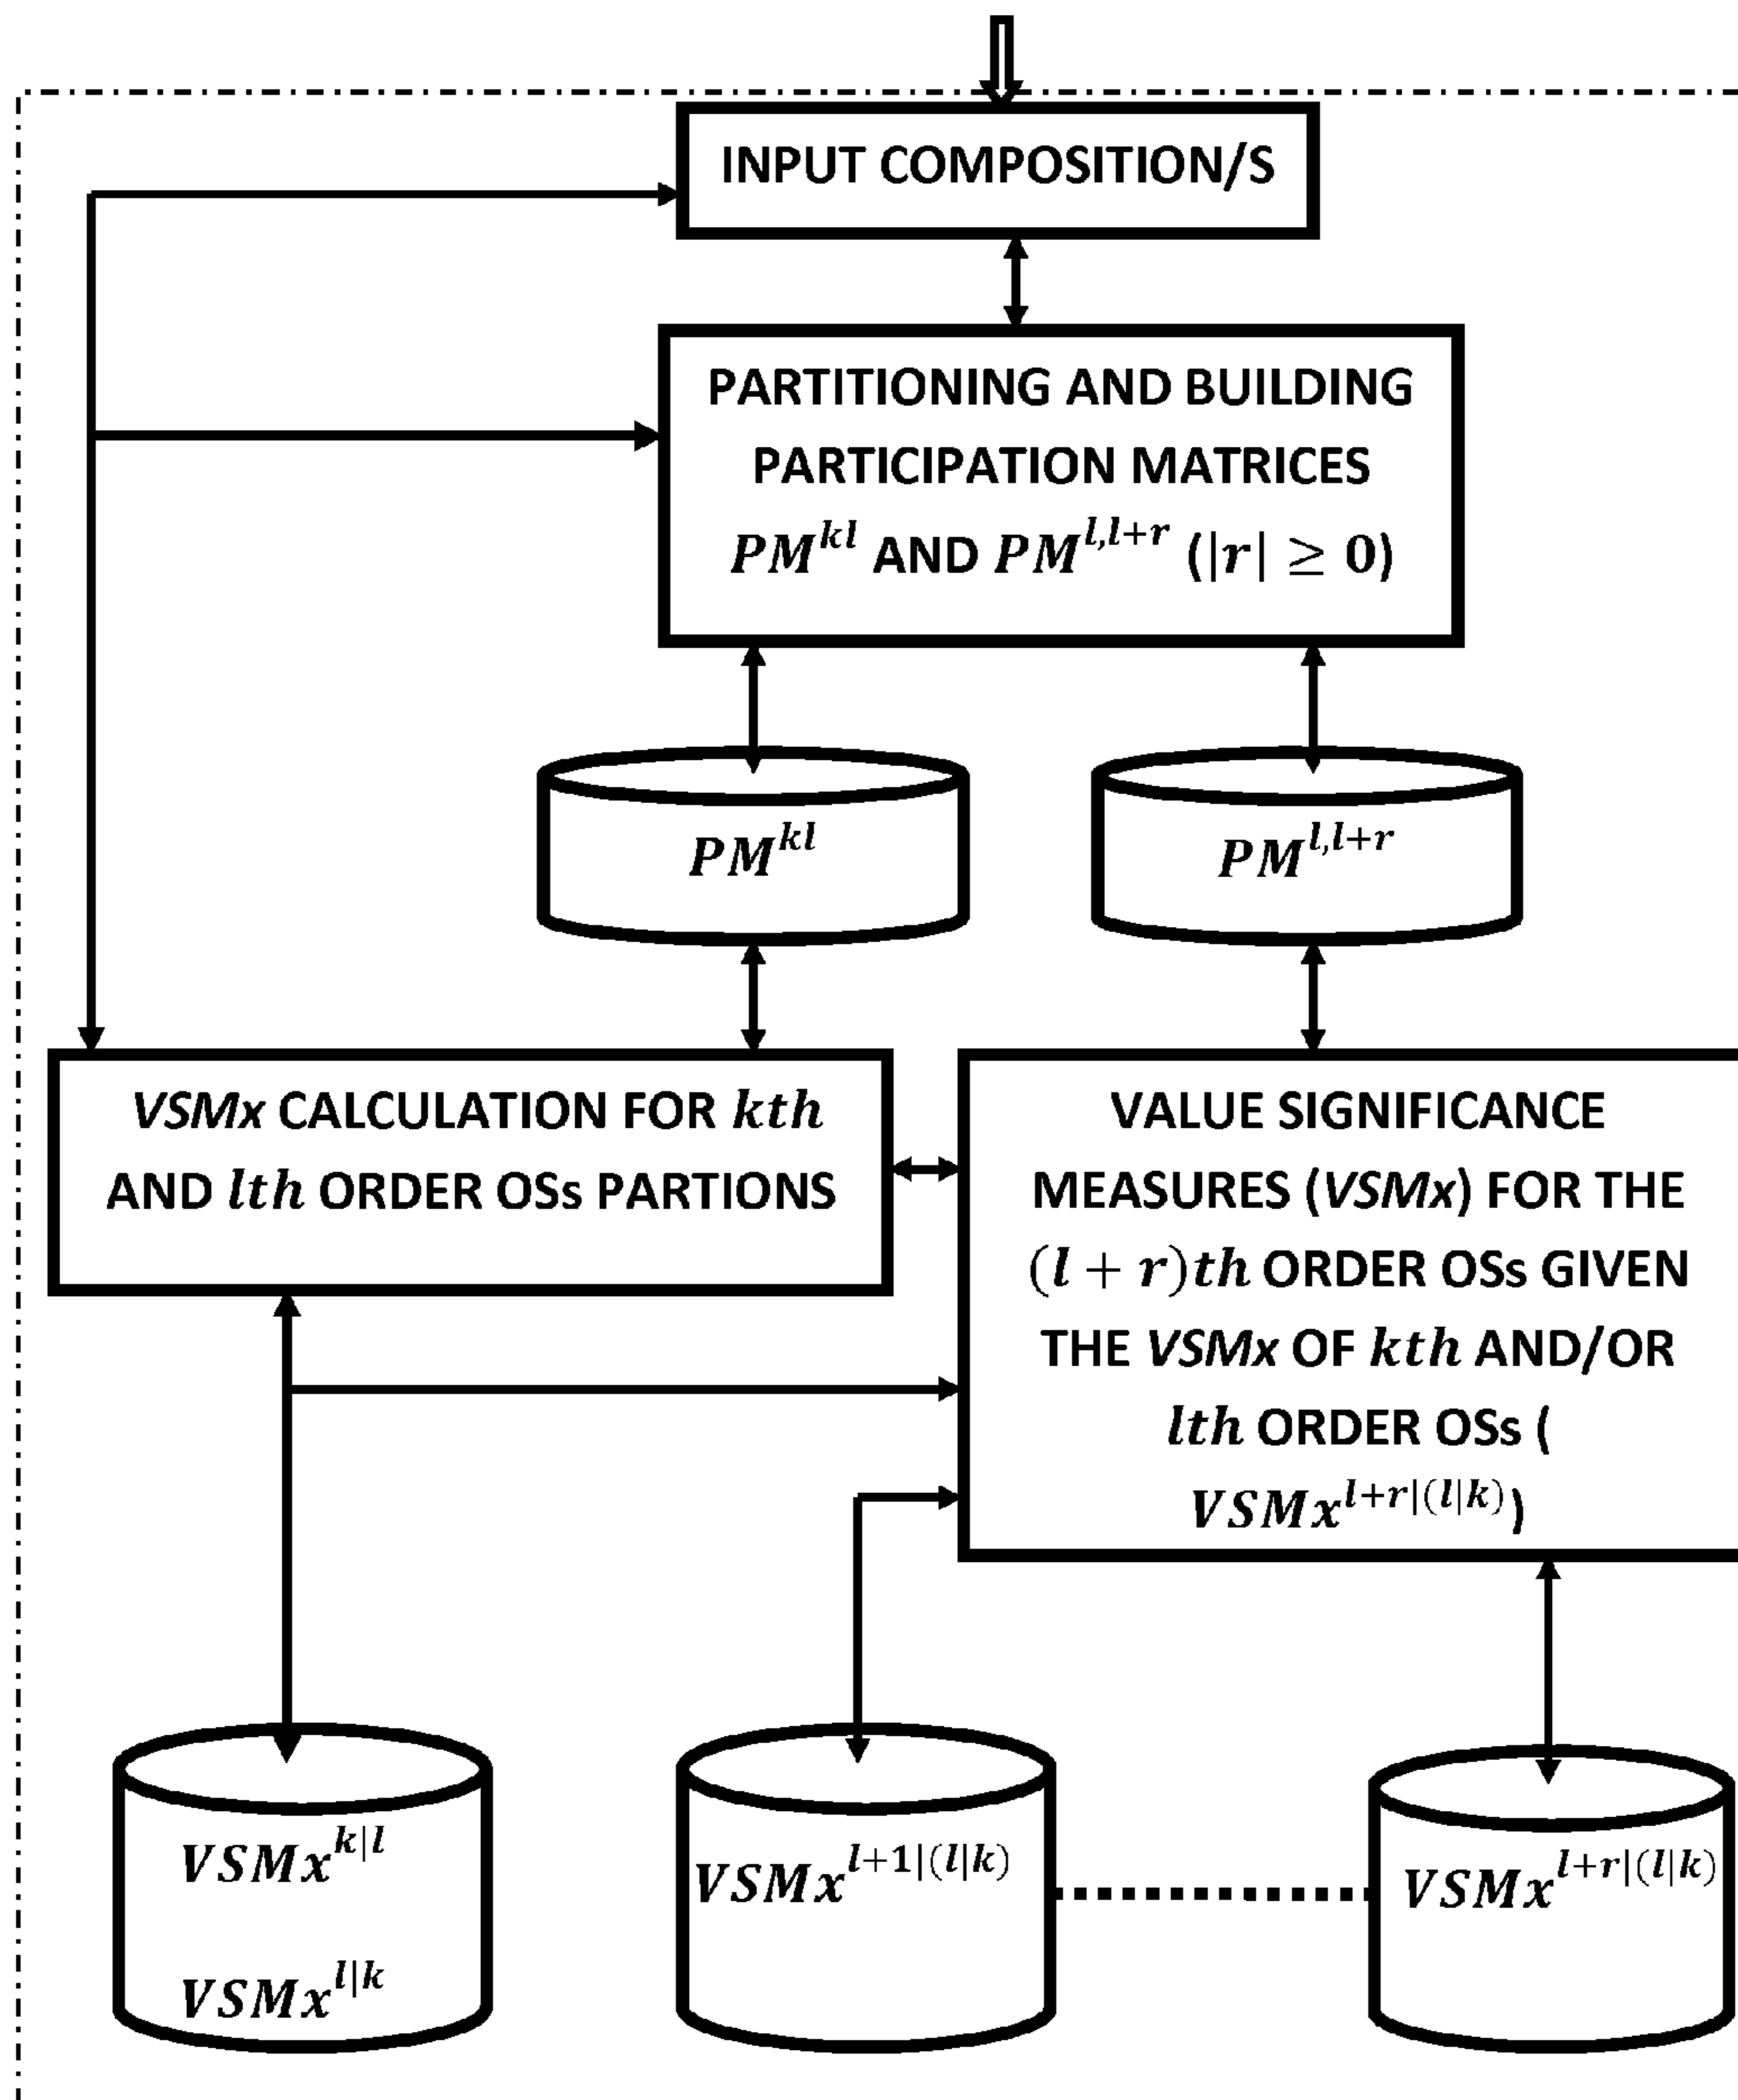 INPUT COMPOSITION/S
PARTITIONING AND BUILDING
PARTICIPATION MATRICES
PM^{kl} AND PM^{l,l+r} (|r| ≥ 0)
PM^{kl}
PM^{l,l+r}
VSMx CALCULATION FOR kth
AND lth ORDER OSs PARTIONS
VALUE SIGNIFICANCE
MEASURES (VSMx) FOR THE
(l + r)th ORDER OSs GIVEN
THE VSMx OF kth AND/OR
lth ORDER OSs (
VSMx^{l+r|(l|k)})
VSMx^{k|l}
VSMx^{l|k}
VSMx^{l+1|(l|k)}
VSMx^{l+r|(l|k)}